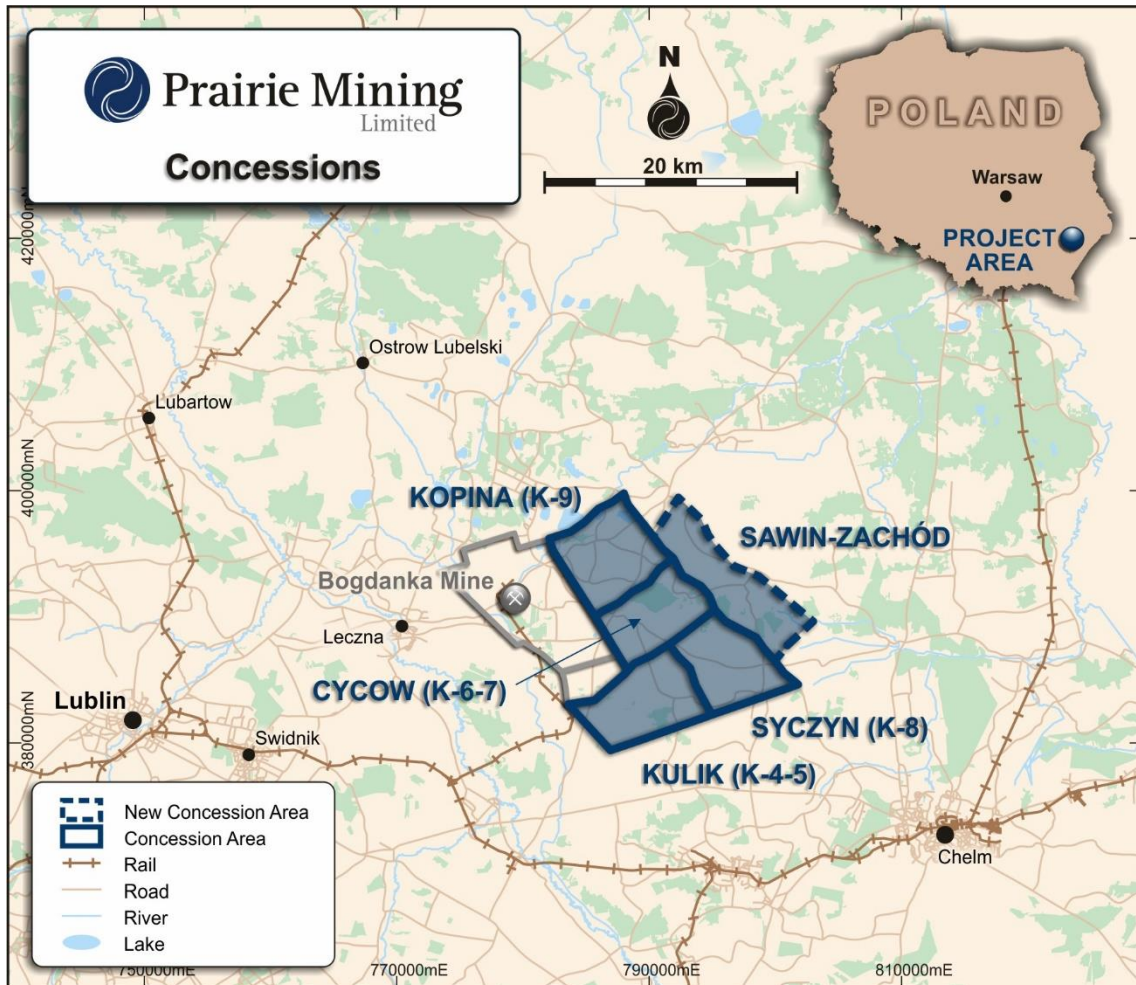 Prairie Mining
Limited
Concessions
N
20 km
POLAND
Warsaw
PROJECT
AREA
420000mN
Ostrow Lubelski
Lubartow
400000mN
KOPINA (K-9)
SAWIN-ZACHÓD
Bogdanka Mine
Leczna
CYCOW (K-6-7)
Lublin
380000mN
Swidnik
SYCZYN (K-8)
KULIK (K-4-5)
Chelm
New Concession Area
Concession Area
Rail
Road
River
Lake
750000mE
770000mE
790000mE
810000mE